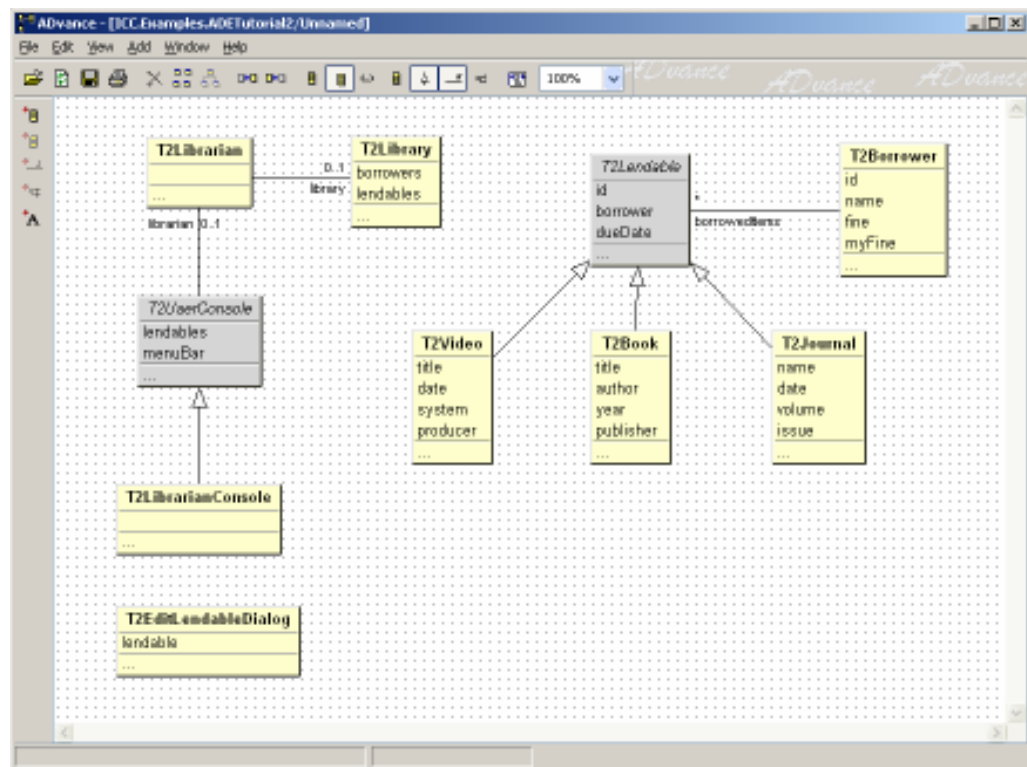 ADvance - [ICC.Examples.ADETutorial2/Unnamed]
File Edit View Add Window Help
100%
ADvance ADvance ADvance
T2Librarian
...
0..1
library
T2Library
borrowers
lendables
...
T2Lendable
id
borrower
dueDate
...
*
borrowedItems
T2Borrower
id
name
fine
myFine
...
librarian 0..1
T2UserConsole
lendables
menuBar
...
T2Video
title
date
system
producer
...
T2Book
title
author
year
publisher
...
T2Journal
name
date
volume
issue
...
T2LibrarianConsole
...
T2EditLendableDialog
lendable
...
A